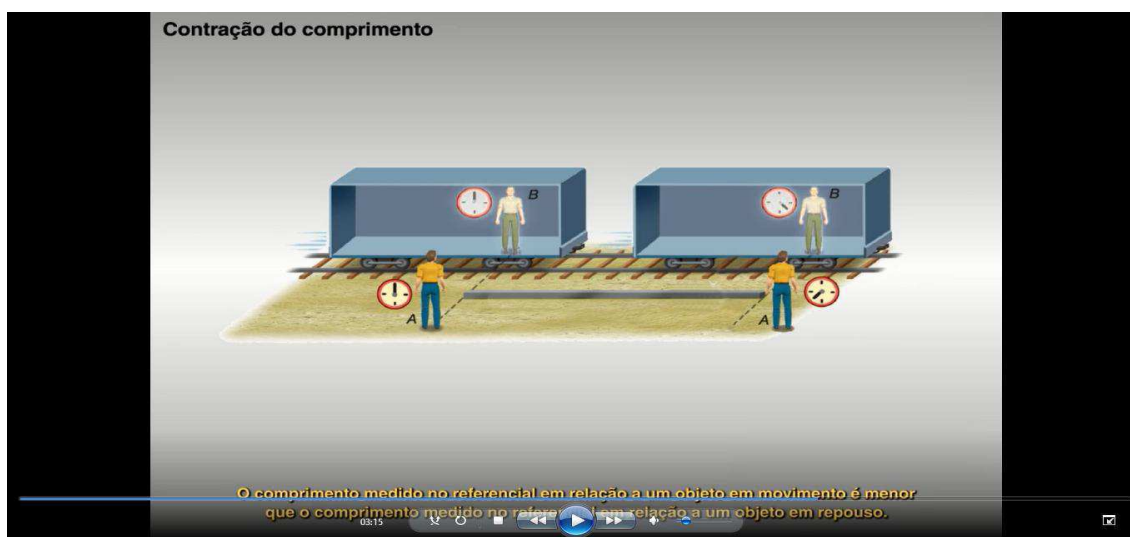 Contração do comprimento
B
B
A
A
O comprimento medido no referencial em relação a um objeto em movimento é menor
que o comprimento medido no referencial em relação a um objeto em repouso.
03:15